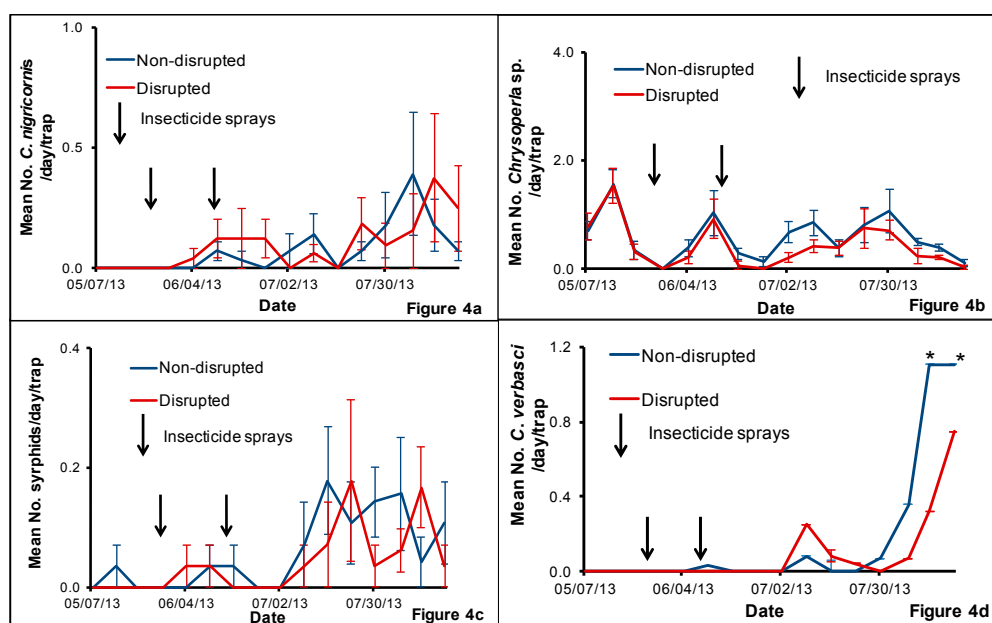 Mean No. C. nigricornis
/day/trap
1.0
0.5
0.0
Non-disrupted
Disrupted
Insecticide sprays
05/07/13 06/04/13 07/02/13 07/30/13
Date
Figure 4a
Mean No. Chrysoperla sp.
/day/trap
4.0
2.0
0.0
Non-disrupted
Disrupted
Insecticide sprays
05/07/13 06/04/13 07/02/13 07/30/13
Date
Figure 4b
Mean No. syrphids/day/trap
0.4
0.2
0.0
Non-disrupted
Disrupted
Insecticide sprays
05/07/13 06/04/13 07/02/13 07/30/13
Date
Figure 4c
Mean No. C. verbasci
/day/trap
1.2
0.8
0.4
0.0
Non-disrupted
Disrupted
Insecticide sprays
* *
05/07/13 06/04/13 07/02/13 07/30/13
Date
Figure 4d